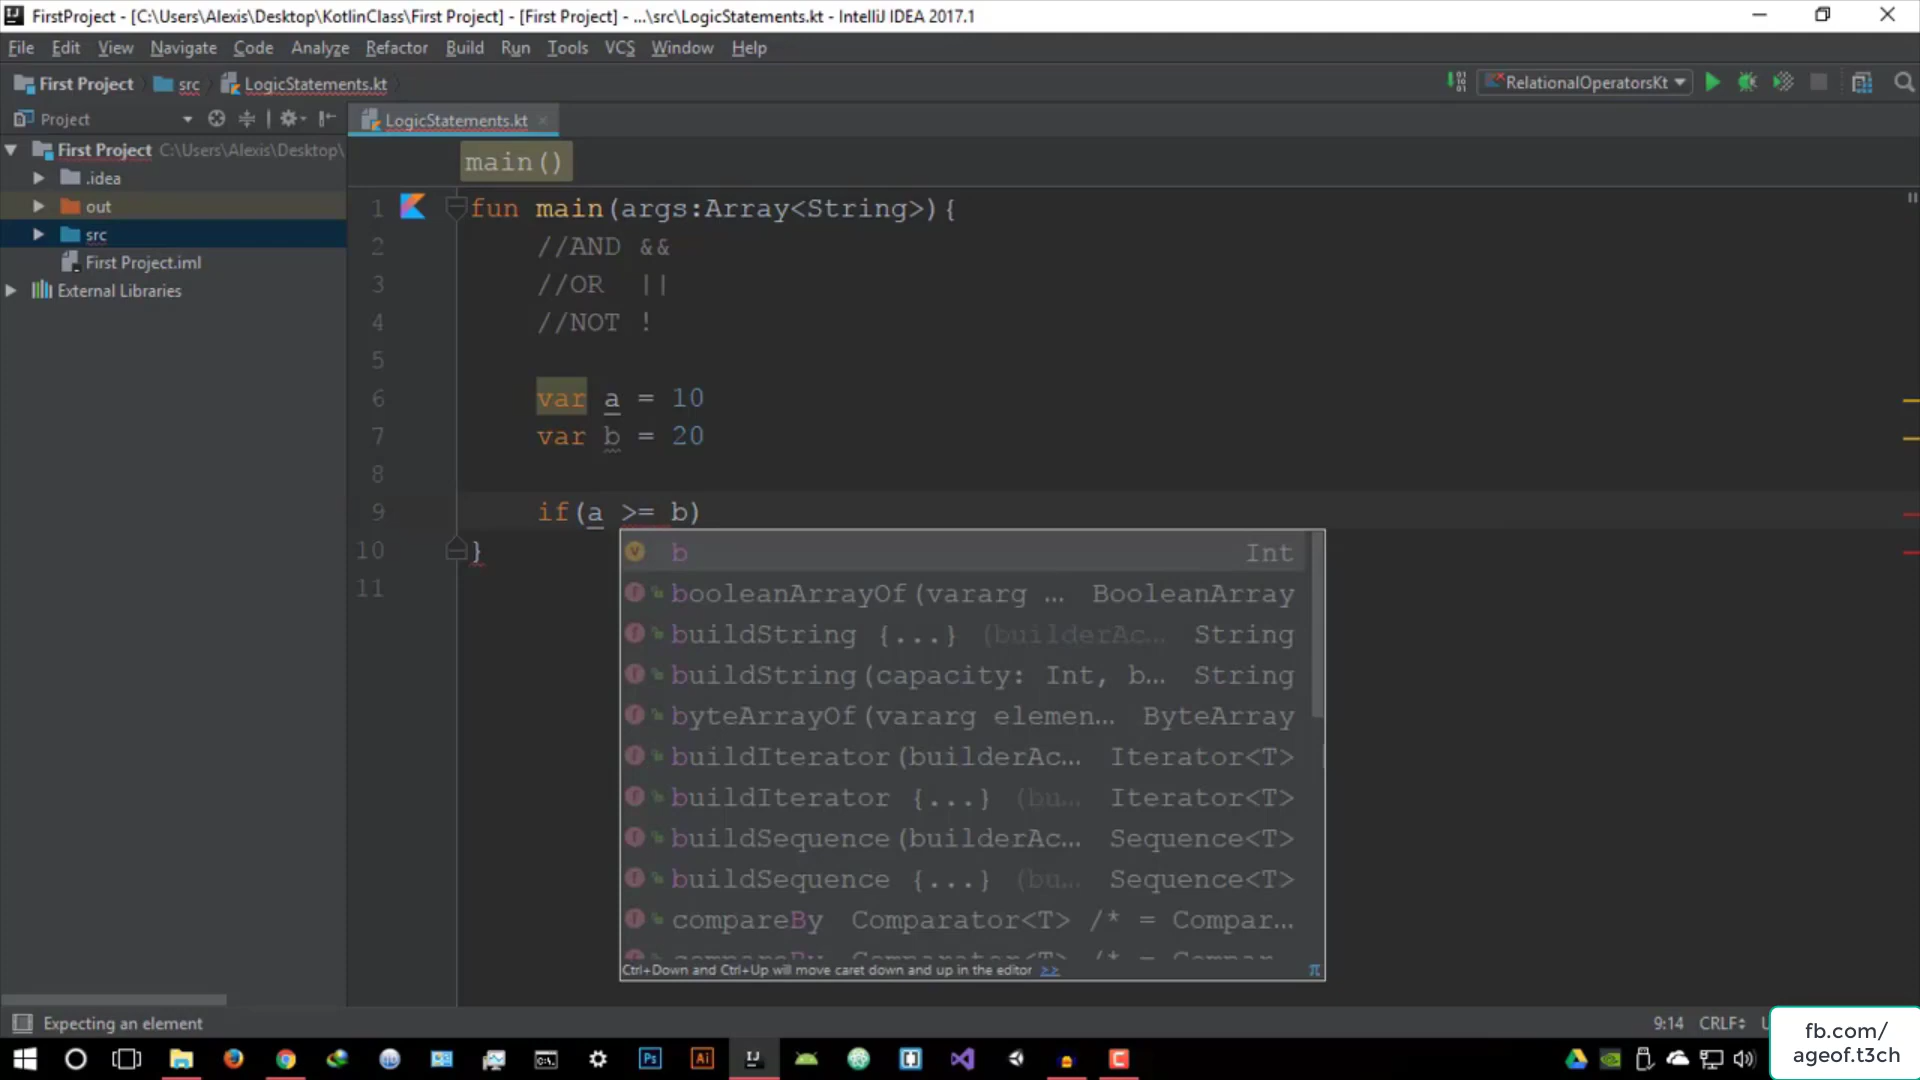 FirstProject - [C:\Users\Alexis\Desktop\KotlinClass\First Project] - [First Project] - ...\src\LogicStatements.kt - IntelliJ IDEA 2017.1
File Edit View Navigate Code Analyze Refactor Build Run Tools VCS Window Help
First Project src LogicStatements.kt RelationalOperatorsKt
Project LogicStatements.kt
First Project C:\Users\Alexis\Desktop\
.idea
out
src
First Project.iml
External Libraries
main()
1 fun main(args:Array<String>){
2 //AND &&
3 //OR ||
4 //NOT !
5
6 var a = 10
7 var b = 20
8
9 if(a >= b)
10 }
11
b Int
booleanArrayOf(vararg ... BooleanArray
buildString {...} (builderAc... String
buildString(capacity: Int, b... String
byteArrayOf(vararg elemen... ByteArray
buildIterator(builderAc... Iterator<T>
buildIterator {...} (bu... Iterator<T>
buildSequence(builderAc... Sequence<T>
buildSequence {...} (bu... Sequence<T>
compareBy Comparator<T> /* = Compar...
Ctrl+Down and Ctrl+Up will move caret down and up in the editor >> π
Expecting an element 9:14 CRLF
fb.com/
ageof.t3ch